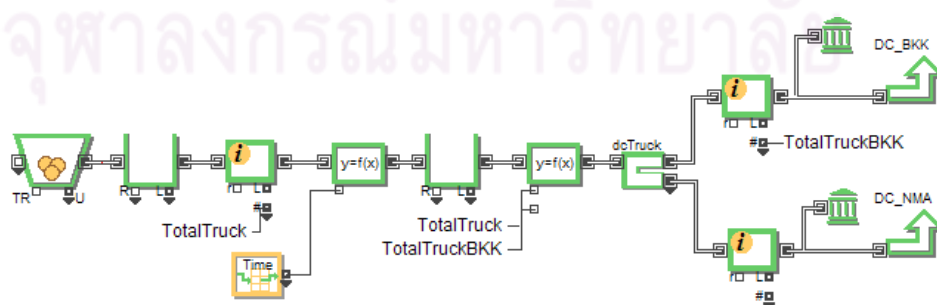 จุฬาลงกรณ์มหาวิทยาลัย
DC_BKK
i
r L
#
TotalTruckBKK
dcTruck
i
y=f(x)
y=f(x)
TR U
R L
r L
R L
#
TotalTruck
TotalTruck
TotalTruckBKK
Time
DC_NMA
i
r L
#